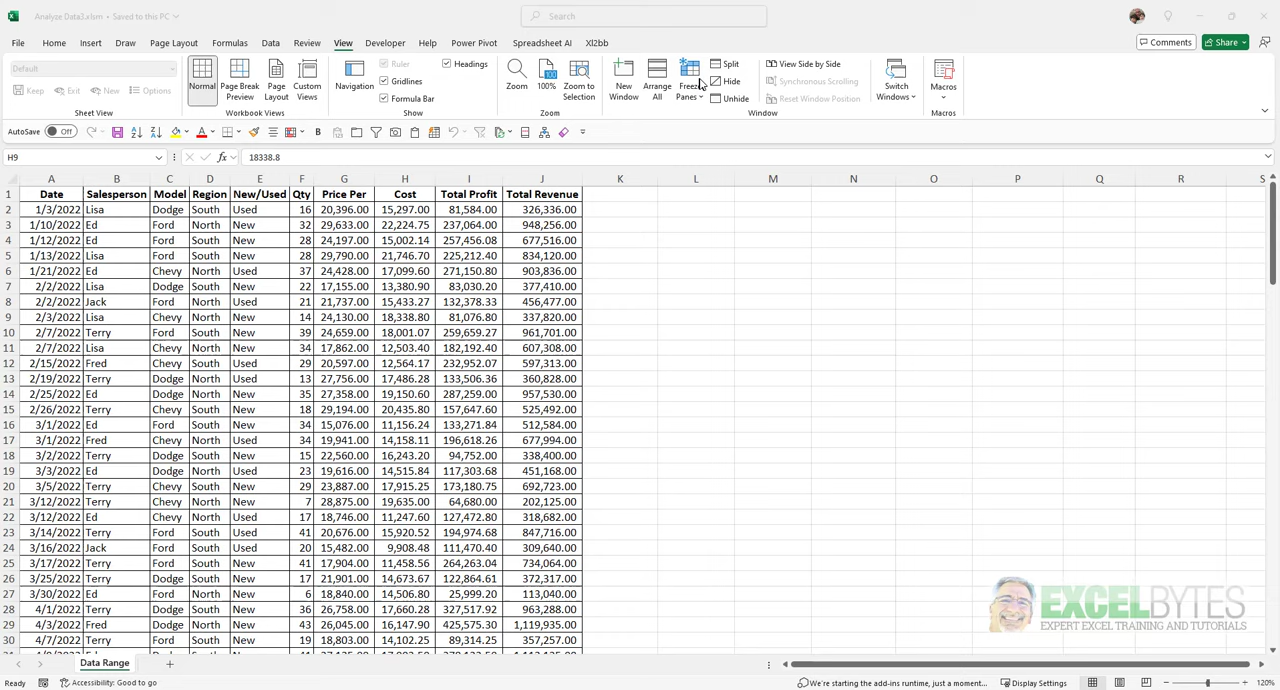 Analyze Data3.xlsm • Saved to this PC
Search
File Home Insert Draw Page Layout Formulas Data Review View Developer Help Power Pivot Spreadsheet AI Xl2bb
Comments Share
Default
Keep Exit New Options
Sheet View
Normal Page Break Preview Page Layout Custom Views
Workbook Views
Navigation
Ruler
Gridlines
Formula Bar
Headings
Show
Zoom 100% Zoom to Selection
Zoom
New Window Arrange All Freeze Panes
Split
Hide
Unhide
View Side by Side
Synchronous Scrolling
Reset Window Position
Window
Switch Windows
Macros
Macros
AutoSave Off
H9 fx 18338.8
A B C D E F G H I J K L M N O P Q R S
1 Date Salesperson Model Region New/Used Qty Price Per Cost Total Profit Total Revenue
2 1/3/2022 Lisa Dodge South Used 16 20,396.00 15,297.00 81,584.00 326,336.00
3 1/10/2022 Ed Ford North New 32 29,633.00 22,224.75 237,064.00 948,256.00
4 1/12/2022 Ed Ford South New 28 24,197.00 15,002.14 257,456.08 677,516.00
5 1/13/2022 Lisa Ford South New 28 29,790.00 21,746.70 225,212.40 834,120.00
6 1/21/2022 Ed Chevy North Used 37 24,428.00 17,099.60 271,150.80 903,836.00
7 2/2/2022 Lisa Dodge South New 22 17,155.00 13,380.90 83,030.20 377,410.00
8 2/2/2022 Jack Ford North Used 21 21,737.00 15,433.27 132,378.33 456,477.00
9 2/3/2022 Lisa Chevy North New 14 24,130.00 18,338.80 81,076.80 337,820.00
10 2/7/2022 Terry Ford South New 39 24,659.00 18,001.07 259,659.27 961,701.00
11 2/7/2022 Lisa Chevy North New 34 17,862.00 12,503.40 182,192.40 607,308.00
12 2/15/2022 Fred Chevy South Used 29 20,597.00 12,564.17 232,952.07 597,313.00
13 2/19/2022 Terry Dodge North Used 13 27,756.00 17,486.28 133,506.36 360,828.00
14 2/25/2022 Ed Dodge North New 35 27,358.00 19,150.60 287,259.00 957,530.00
15 2/26/2022 Terry Chevy South New 18 29,194.00 20,435.80 157,647.60 525,492.00
16 3/1/2022 Ed Ford South New 34 15,076.00 11,156.24 133,271.84 512,584.00
17 3/1/2022 Fred Chevy North Used 34 19,941.00 14,158.11 196,618.26 677,994.00
18 3/2/2022 Terry Dodge South New 15 22,560.00 16,243.20 94,752.00 338,400.00
19 3/3/2022 Ed Dodge North Used 23 19,616.00 14,515.84 117,303.68 451,168.00
20 3/5/2022 Terry Chevy South New 29 23,887.00 17,915.25 173,180.75 692,723.00
21 3/12/2022 Terry Chevy North New 7 28,875.00 19,635.00 64,680.00 202,125.00
22 3/12/2022 Ed Chevy North Used 17 18,746.00 11,247.60 127,472.80 318,682.00
23 3/14/2022 Terry Ford South Used 41 20,676.00 15,920.52 194,974.68 847,716.00
24 3/16/2022 Jack Ford South Used 20 15,482.00 9,908.48 111,470.40 309,640.00
25 3/17/2022 Terry Ford South New 41 17,904.00 11,458.56 264,263.04 734,064.00
26 3/25/2022 Terry Dodge South New 17 21,901.00 14,673.67 122,864.61 372,317.00
27 3/30/2022 Ed Ford North New 6 18,840.00 14,506.80 25,999.20 113,040.00
28 4/1/2022 Terry Dodge South New 36 26,758.00 17,660.28 327,517.92 963,288.00
29 4/3/2022 Fred Dodge North New 43 26,045.00 16,147.90 425,575.30 1,119,935.00
30 4/7/2022 Terry Ford South New 19 18,803.00 14,102.25 89,314.25 357,257.00
EXCELBYTES
EXPERT EXCEL TRAINING AND TUTORIALS
Data Range
Ready Accessibility: Good to go We're starting the add-ins runtime, just a moment... Display Settings 120%